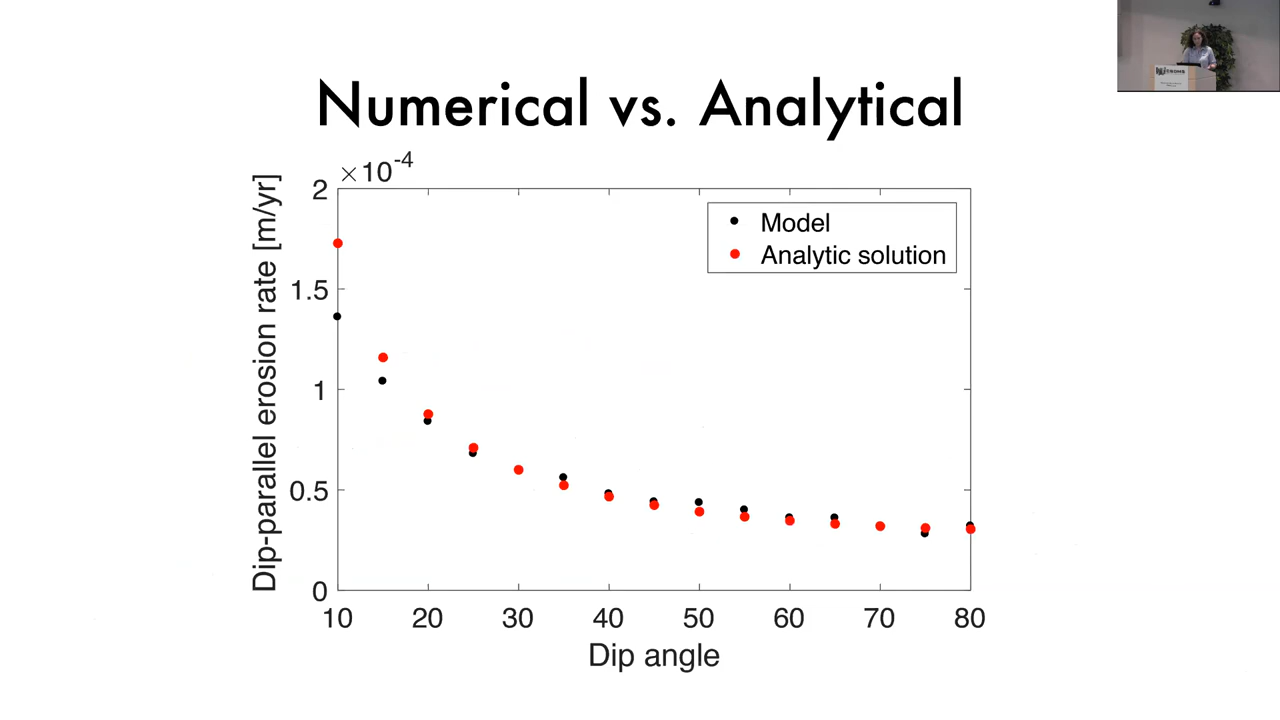 Numerical vs. Analytical
×10-4
Dip-parallel erosion rate [m/yr]
2
1.5
1
0.5
0
Model
Analytic solution
10 20 30 40 50 60 70 80
Dip angle